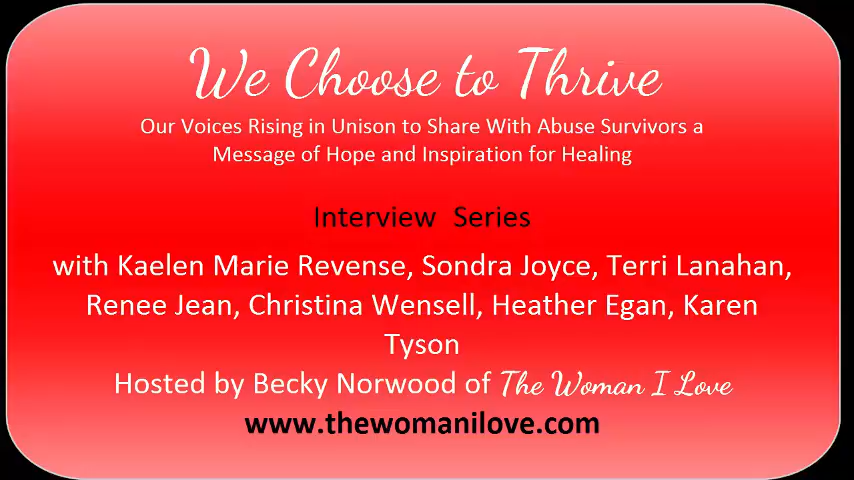 We Choose to Thrive
Our Voices Rising in Unison to Share With Abuse Survivors a
Message of Hope and Inspiration for Healing
Interview Series
with Kaelen Marie Revense, Sondra Joyce, Terri Lanahan,
Renee Jean, Christina Wensell, Heather Egan, Karen
Tyson
Hosted by Becky Norwood of The Woman I Love
www.thewomanilove.com